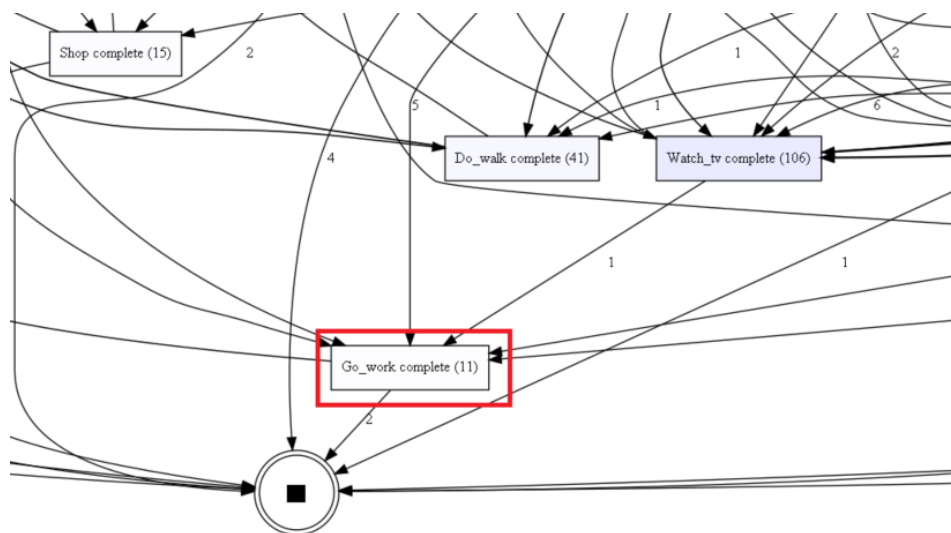 Shop complete (15)
2
1
2
5
1
6
4
Do_walk complete (41)
Watch_tv complete (106)
1
1
Go_work complete (11)
2